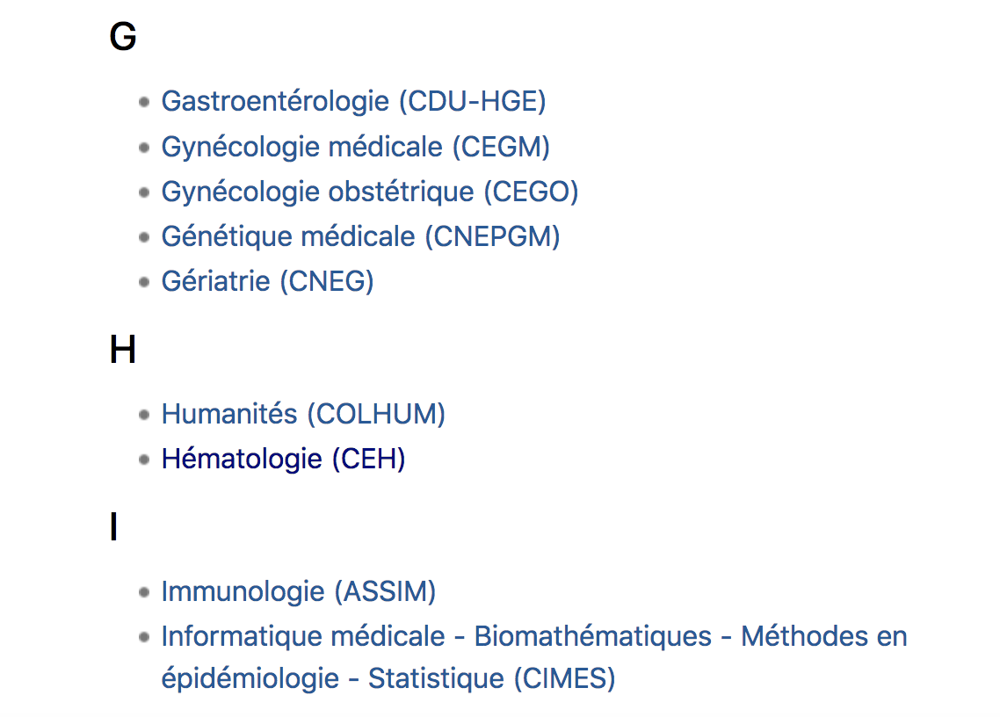 G
Gastroentérologie (CDU-HGE)
Gynécologie médicale (CEGM)
Gynécologie obstétrique (CEGO)
Génétique médicale (CNEPGM)
Gériatrie (CNEG)
H
Humanités (COLHUM)
Hématologie (CEH)
I
Immunologie (ASSIM)
Informatique médicale - Biomathématiques - Méthodes en
épidémiologie - Statistique (CIMES)